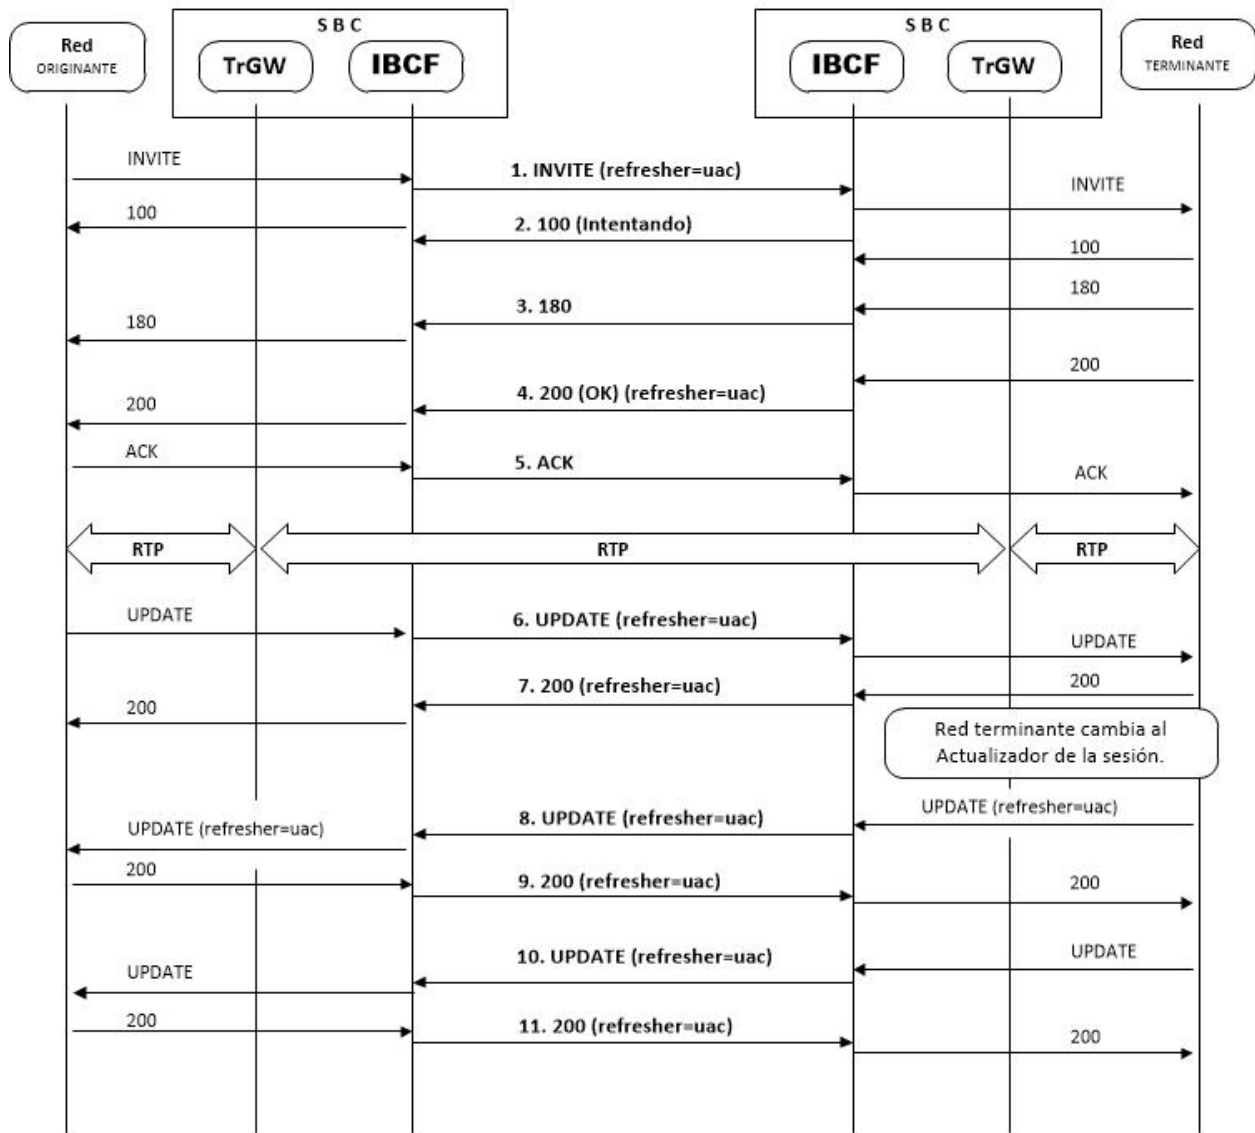 S B C
S B C
Red
ORIGINANTE
TrGW
IBCF
IBCF
TrGW
Red
TERMINANTE
INVITE
1. INVITE (refresher=uac)
INVITE
100
2. 100 (Intentando)
100
180
3. 180
180
200
4. 200 (OK) (refresher=uac)
200
ACK
5. ACK
ACK
RTP
RTP
RTP
UPDATE
6. UPDATE (refresher=uac)
UPDATE
7. 200 (refresher=uac)
200
200
Red terminante cambia al
Actualizador de la sesión.
UPDATE (refresher=uac)
8. UPDATE (refresher=uac)
UPDATE (refresher=uac)
200
9. 200 (refresher=uac)
200
10. UPDATE (refresher=uac)
UPDATE
UPDATE
200
11. 200 (refresher=uac)
200